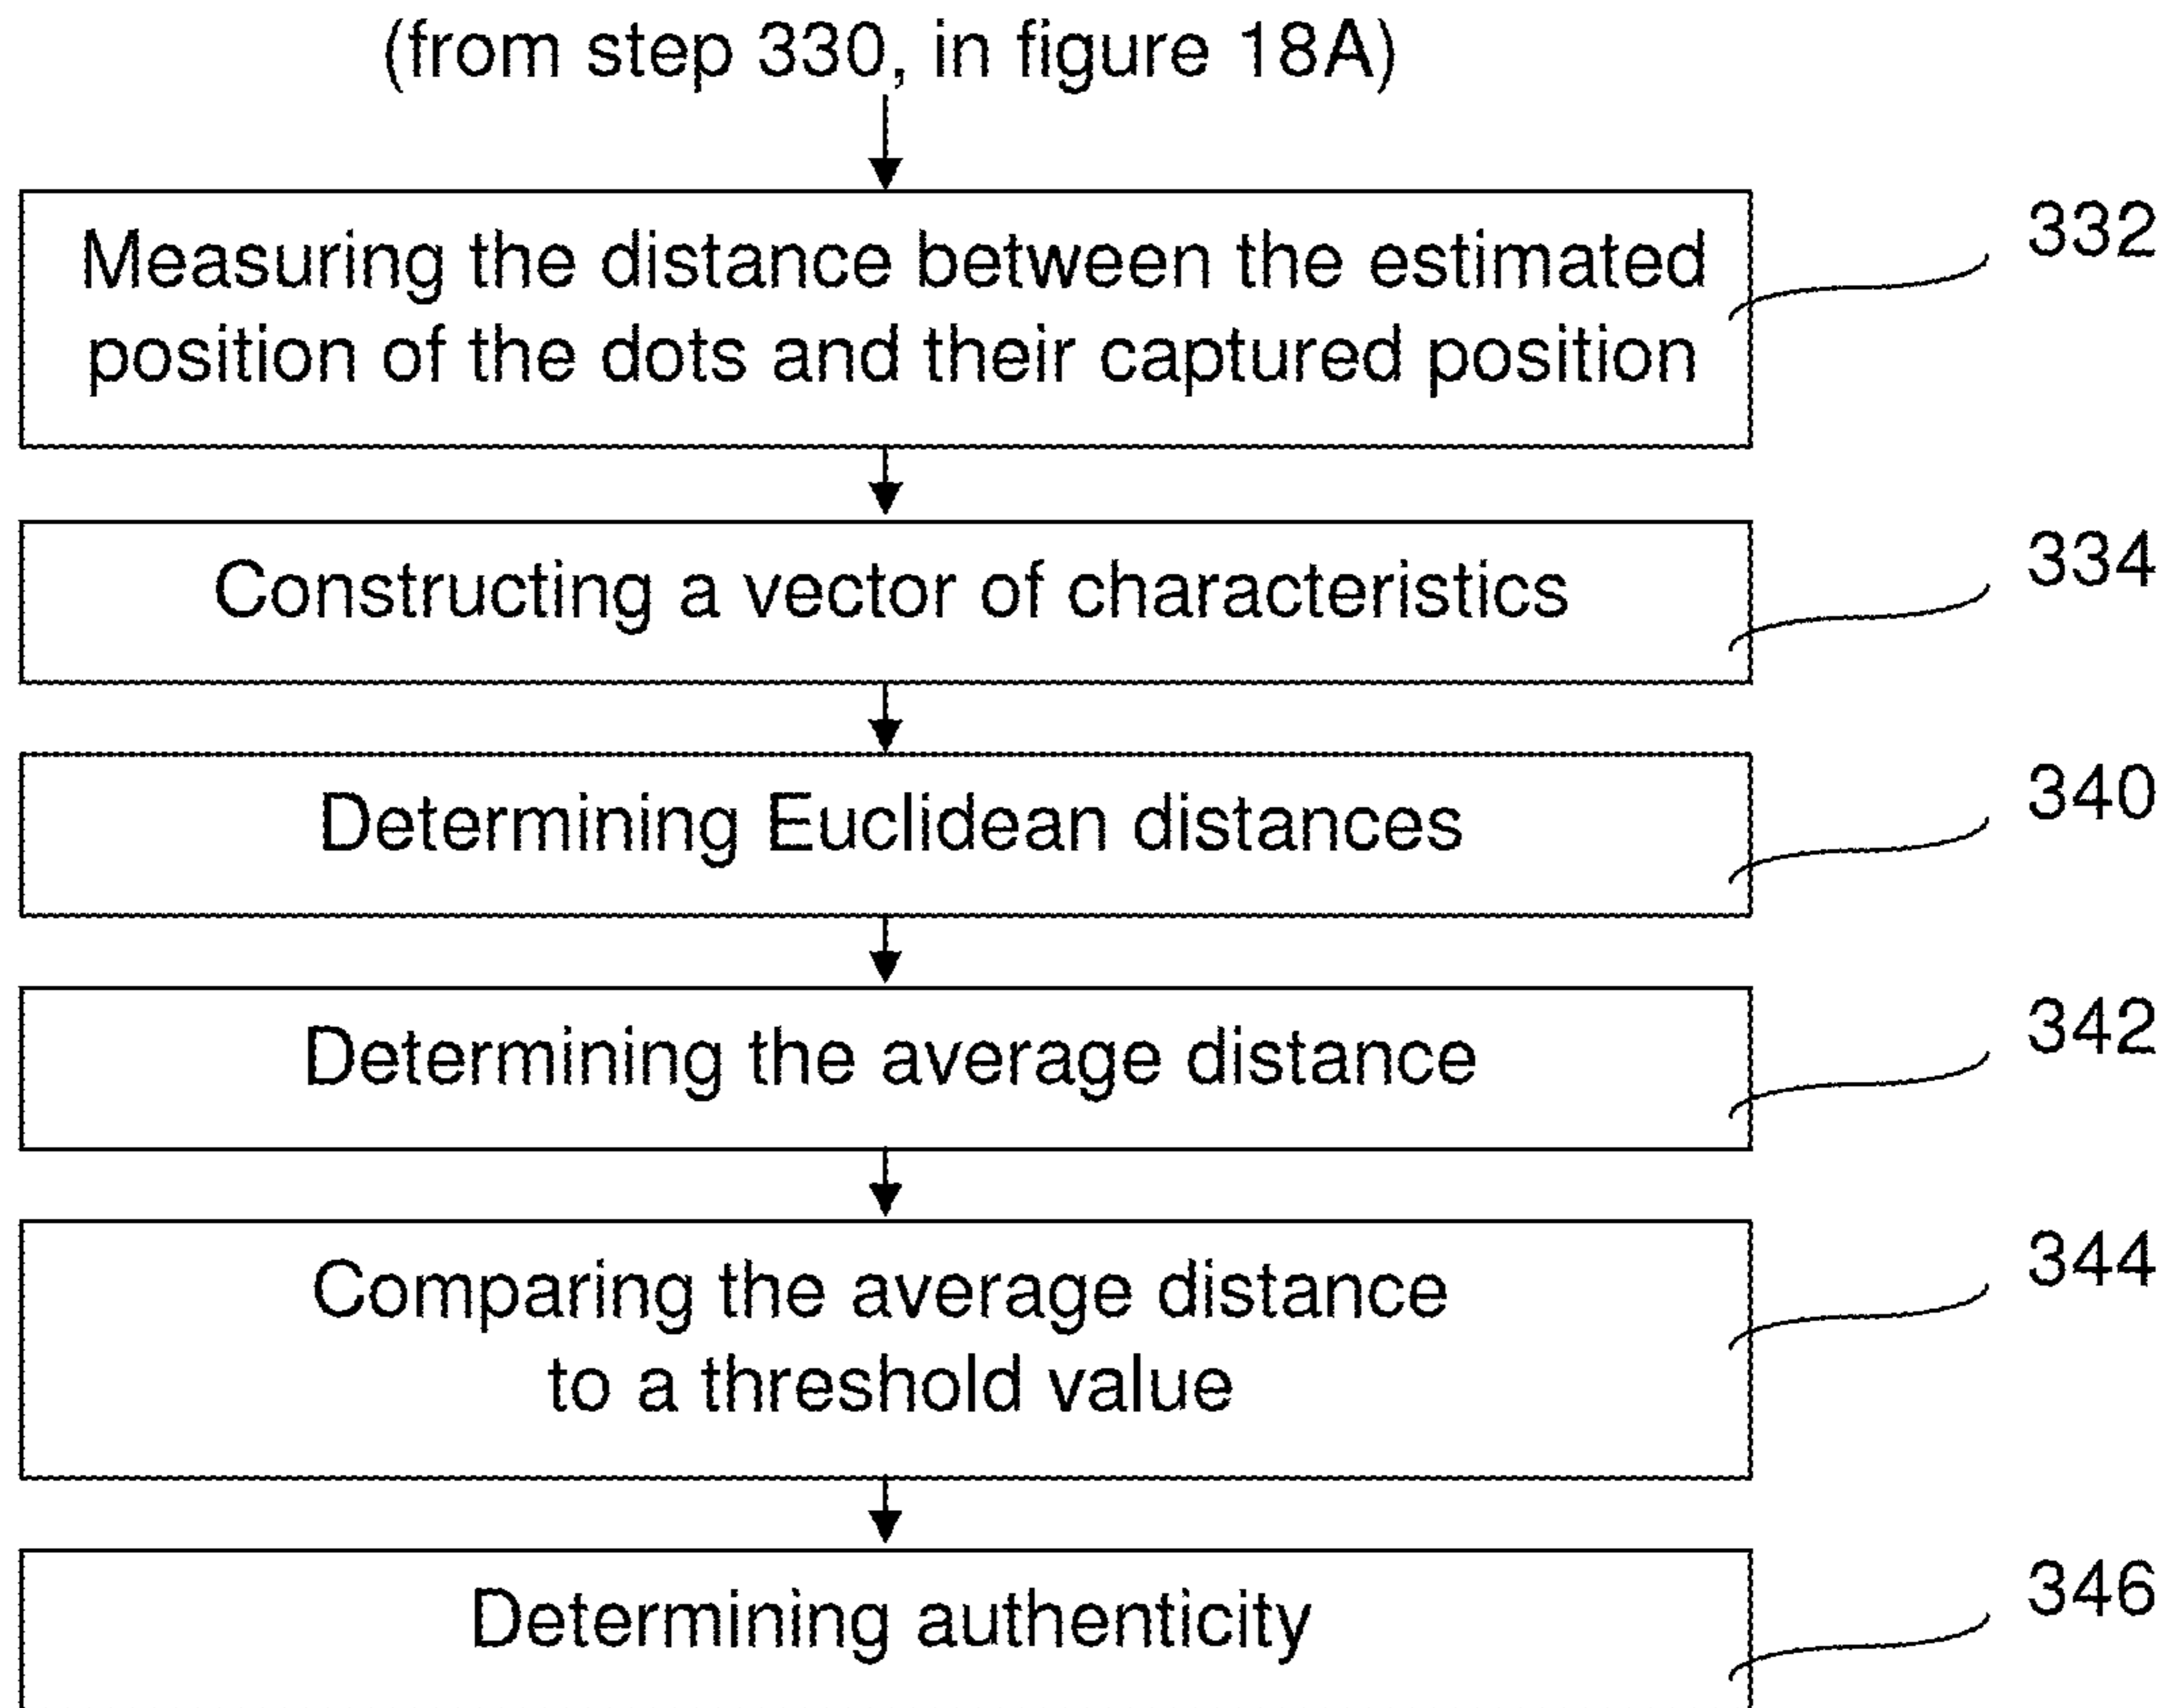 (from step 330, in figure 18A)
Measuring the distance between the estimated
position of the dots and their captured position
332
Constructing a vector of characteristics
334
Determining Euclidean distances
340
Determining the average distance
342
Comparing the average distance
to a threshold value
344
Determining authenticity
346